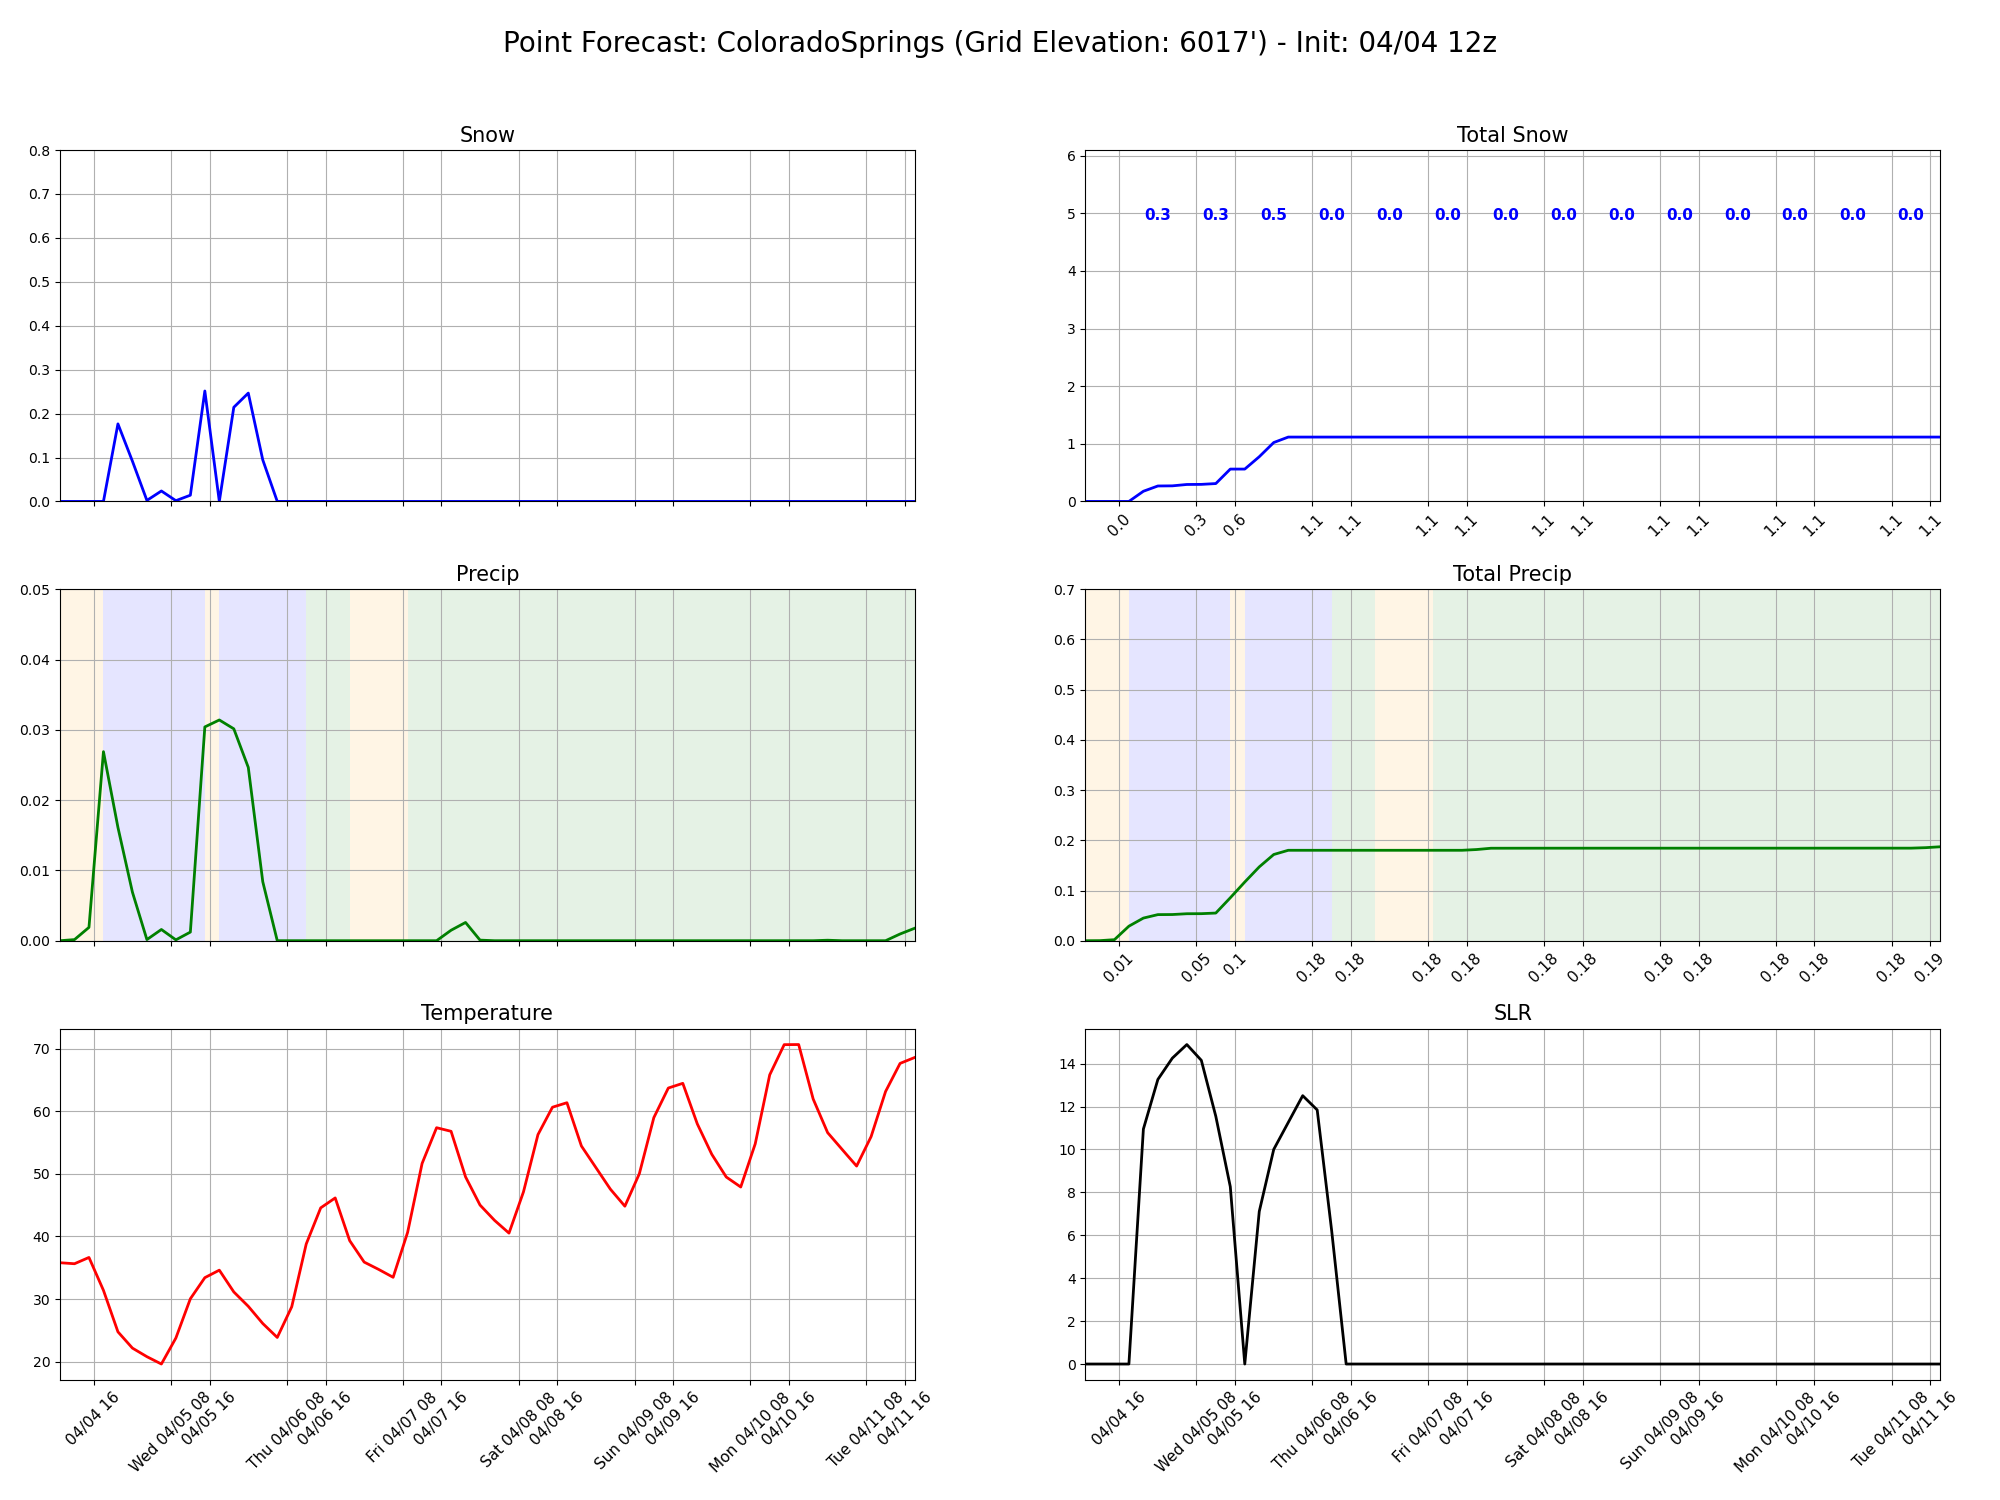 Point Forecast: ColoradoSprings (Grid Elevation: 6017') - Init: 04/04 12z
Snow
0.8
0.7
0.6
0.5
0.4
0.3
0.2
0.1
0.0
Total Snow
6
5
4
3
2
1
0
0.3 0.3 0.5 0.0 0.0 0.0 0.0 0.0 0.0 0.0 0.0 0.0 0.0 0.0
0.0 0.3 0.6 1.1 1.1 1.1 1.1 1.1 1.1 1.1 1.1 1.1 1.1 1.1 1.1
Precip
0.05
0.04
0.03
0.02
0.01
0.00
Total Precip
0.7
0.6
0.5
0.4
0.3
0.2
0.1
0.0
0.01 0.05 0.1 0.18 0.18 0.18 0.18 0.18 0.18 0.18 0.18 0.18 0.18 0.18 0.19
Temperature
70
60
50
40
30
20
04/04 16
Wed 04/05 08
04/05 16
Thu 04/06 08
04/06 16
Fri 04/07 08
04/07 16
Sat 04/08 08
04/08 16
Sun 04/09 08
04/09 16
Mon 04/10 08
04/10 16
Tue 04/11 08
04/11 16
SLR
14
12
10
8
6
4
2
0
04/04 16
Wed 04/05 08
04/05 16
Thu 04/06 08
04/06 16
Fri 04/07 08
04/07 16
Sat 04/08 08
04/08 16
Sun 04/09 08
04/09 16
Mon 04/10 08
04/10 16
Tue 04/11 08
04/11 16